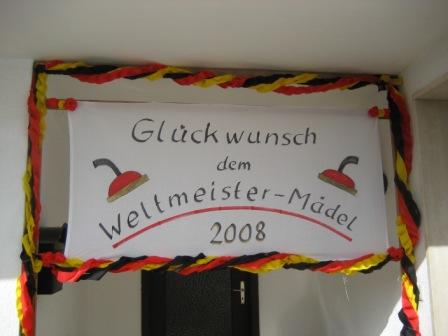 Glückwunsch
dem
Weltmeister-Mädel
2008